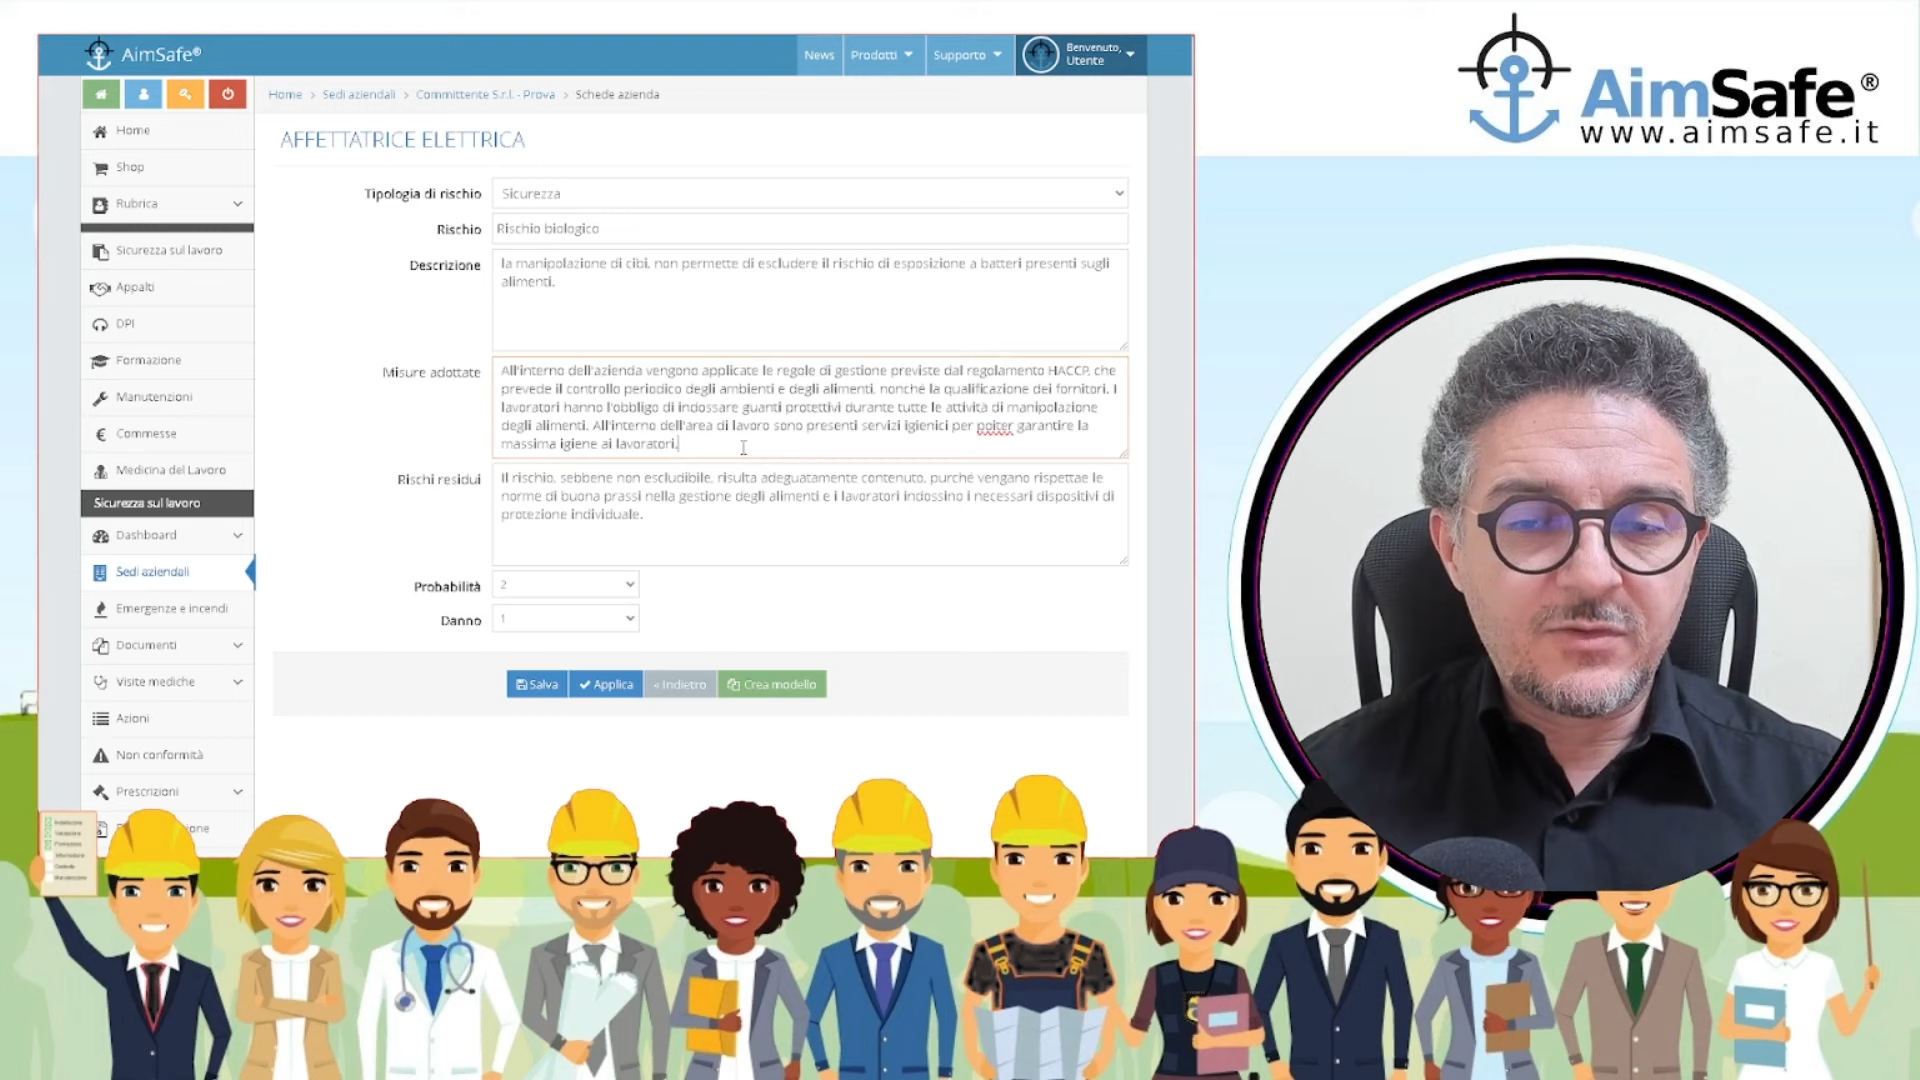 AimSafe®
News
Prodotti
Supporto
Benvenuto,
Utente
AimSafe®
www.aimsafe.it
Home > Sedi aziendali > Committente S.r.l. - Prova > Schede azienda
Home
Shop
Rubrica
Sicurezza sul lavoro
Appalti
DPI
Formazione
Manutenzioni
Commesse
Medicina del Lavoro
Sicurezza sul lavoro
Dashboard
Sedi aziendali
Emergenze e incendi
Documenti
Visite mediche
Azioni
Non conformità
Prescrizioni
AFFETTATRICE ELETTRICA
Tipologia di rischio
Sicurezza
Rischio
Rischio biologico
Descrizione
la manipolazione di cibi, non permette di escludere il rischio di esposizione a batteri presenti sugli
alimenti.
Misure adottate
All'interno dell'azienda vengono applicate le regole di gestione previste dal regolamento HACCP, che
prevede il controllo periodico degli ambienti e degli alimenti, nonché la qualificazione dei fornitori. I
lavoratori hanno l'obbligo di indossare guanti protettivi durante tutte le attività di manipolazione
degli alimenti. All'interno dell'area di lavoro sono presenti servizi igienici per poiter garantire la
massima igiene ai lavoratori.
Rischi residui
Il rischio, sebbene non escludibile, risulta adeguatamente contenuto, purché vengano rispettae le
norme di buona prassi nella gestione degli alimenti e i lavoratori indossino i necessari dispositivi di
protezione individuale.
Probabilità
2
Danno
1
Salva
Applica
« Indietro
Crea modello